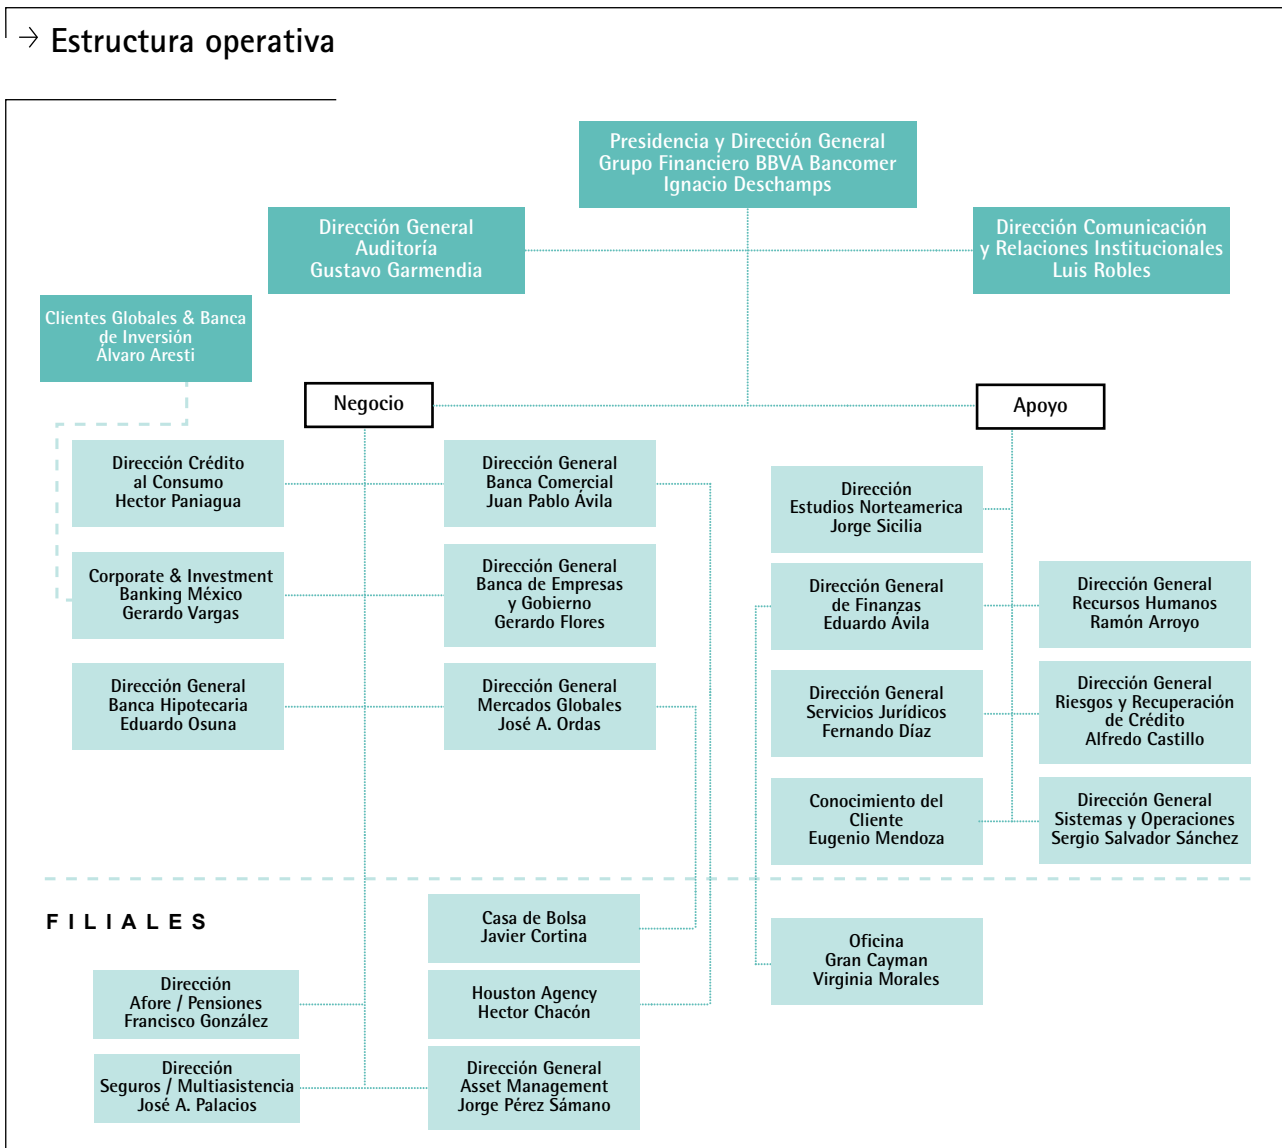 → Estructura operativa
Presidencia y Dirección General
Grupo Financiero BBVA Bancomer
Ignacio Deschamps
Dirección General
Auditoría
Gustavo Garmendia
Dirección Comunicación
y Relaciones Institucionales
Luis Robles
Clientes Globales & Banca
de Inversión
Álvaro Aresti
Negocio
Apoyo
Dirección Crédito
al Consumo
Hector Paniagua
Dirección General
Banca Comercial
Juan Pablo Ávila
Corporate & Investment
Banking México
Gerardo Vargas
Dirección General
Banca de Empresas
y Gobierno
Gerardo Flores
Dirección General
Banca Hipotecaria
Eduardo Osuna
Dirección General
Mercados Globales
José A. Ordas
Dirección
Estudios Norteamerica
Jorge Sicilia
Dirección General
de Finanzas
Eduardo Ávila
Dirección General
Recursos Humanos
Ramón Arroyo
Dirección General
Servicios Jurídicos
Fernando Díaz
Dirección General
Riesgos y Recuperación
de Crédito
Alfredo Castillo
Conocimiento del
Cliente
Eugenio Mendoza
Dirección General
Sistemas y Operaciones
Sergio Salvador Sánchez
FILIALES
Casa de Bolsa
Javier Cortina
Oficina
Gran Cayman
Virginia Morales
Dirección
Afore / Pensiones
Francisco González
Houston Agency
Hector Chacón
Dirección
Seguros / Multiasistencia
José A. Palacios
Dirección General
Asset Management
Jorge Pérez Sámano